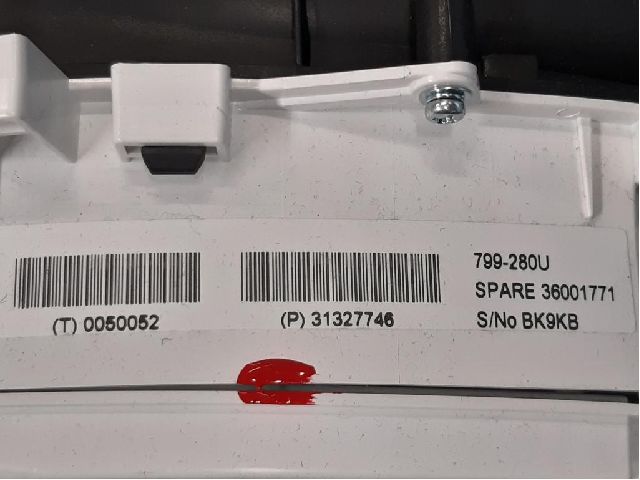 799-280U
SPARE 36001771
S/No BK9KB
(T) 0050052
(P) 31327746